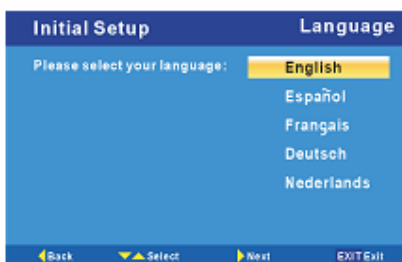 Initial Setup Language
Please select your language: English
Español
Français
Deutsch
Nederlands
Back Select Next EXIT Exit